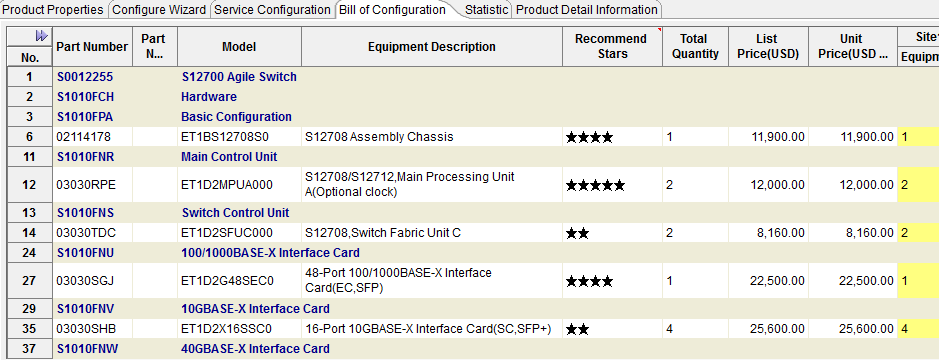 Product Properties Configure Wizard Service Configuration Bill of Configuration Statistic Product Detail Information
No. Part Number Part N... Model Equipment Description Recommend Stars Total Quantity List Price(USD) Unit Price(USD ... Site Equipm
1 S0012255 S12700 Agile Switch
2 S1010FCH Hardware
3 S1010FPA Basic Configuration
6 02114178 ET1BS12708S0 S12708 Assembly Chassis ★★★★ 1 11,900.00 11,900.00 1
11 S1010FNR Main Control Unit
12 03030RPE ET1D2MPUA000 S12708/S12712,Main Processing Unit A(Optional clock) ★★★★★ 2 12,000.00 12,000.00 2
13 S1010FNS Switch Control Unit
14 03030TDC ET1D2SFUC000 S12708,Switch Fabric Unit C ★★ 2 8,160.00 8,160.00 2
24 S1010FNU 100/1000BASE-X Interface Card
27 03030SGJ ET1D2G48SEC0 48-Port 100/1000BASE-X Interface Card(EC,SFP) ★★★★ 1 22,500.00 22,500.00 1
29 S1010FNV 10GBASE-X Interface Card
35 03030SHB ET1D2X16SSC0 16-Port 10GBASE-X Interface Card(SC,SFP+) ★★ 4 25,600.00 25,600.00 4
37 S1010FNW 40GBASE-X Interface Card